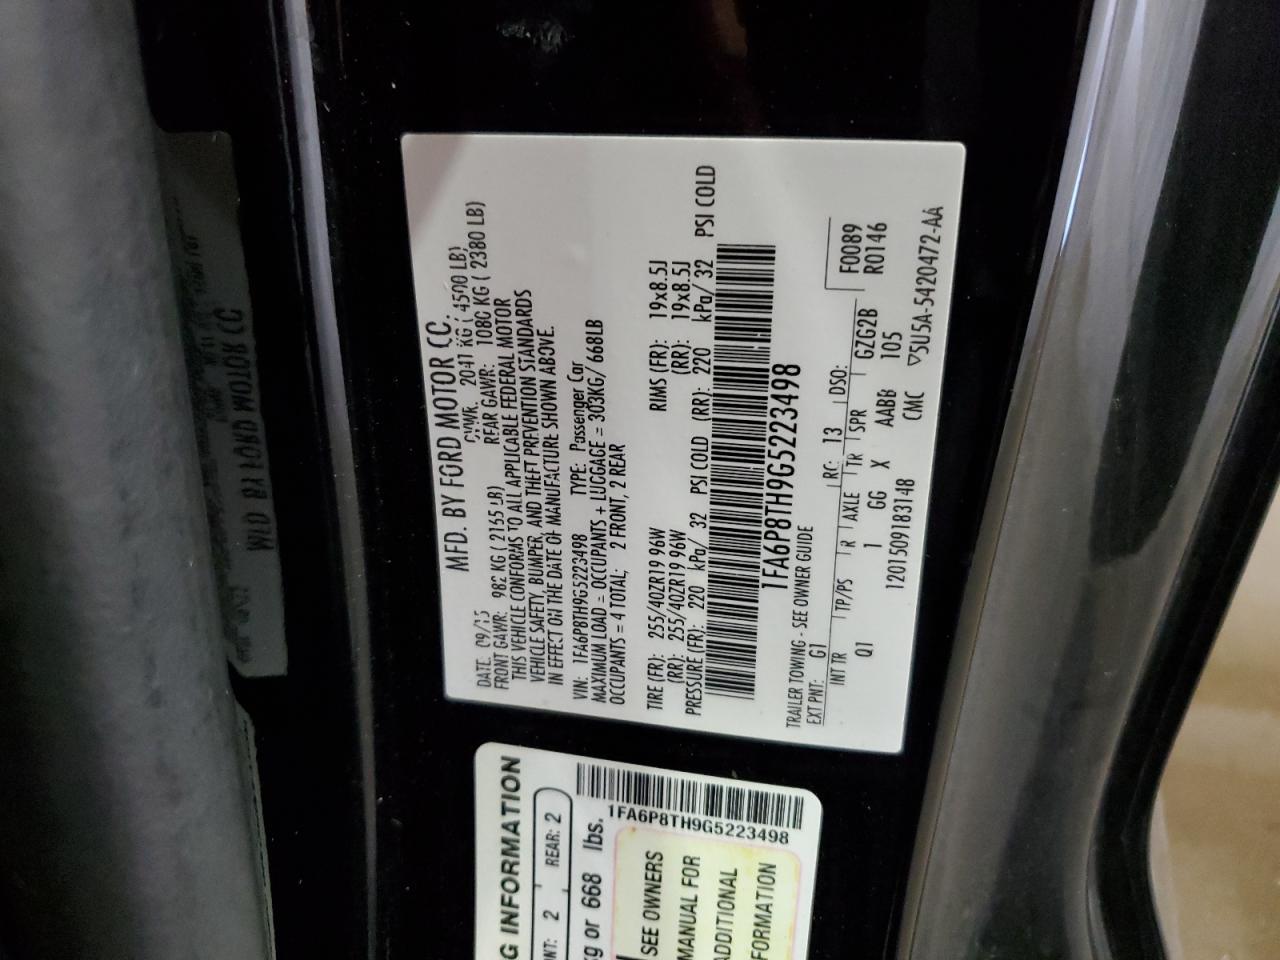 MFD. BY FORD MOTOR CO.
DATE: 09/15 GVWR: 2041 KG ( 4500 LB)
FRONT GAWR: 982 KG ( 2165 LB) REAR GAWR: 1080 KG ( 2380 LB)
THIS VEHICLE CONFORMS TO ALL APPLICABLE FEDERAL MOTOR
VEHICLE SAFETY, BUMPER, AND THEFT PREVENTION STANDARDS
IN EFFECT ON THE DATE OF MANUFACTURE SHOWN ABOVE.
VIN: 1FA6P8TH9G5223498 TYPE: Passenger Car
MAXIMUM LOAD = OCCUPANTS + LUGGAGE = 303KG/ 668LB
OCCUPANTS = 4 TOTAL; 2 FRONT, 2 REAR
TIRE (FR): 255/40ZR19 96W RIMS (FR): 19x8.5J
(RR): 255/40ZR19 96W (RR): 19x8.5J
PRESSURE (FR): 220 kPa/ 32 PSI COLD (RR): 220 kPa/ 32 PSI COLD
1FA6P8TH9G5223498
TRAILER TOWING - SEE OWNER GUIDE
EXT PNT: G1 RC: 13 DSO: F0089
INT TR TP/PS R AXLE TR SPR GZG2B R0146
Q1 1 GG X AABB 105
1201509183148 CMC ▽5U5A-5420472-AA
G INFORMATION
NT: 2 REAR: 2
kg or 668 lbs.
1FA6P8TH9G5223498
SEE OWNERS
MANUAL FOR
ADDITIONAL
FORMATION